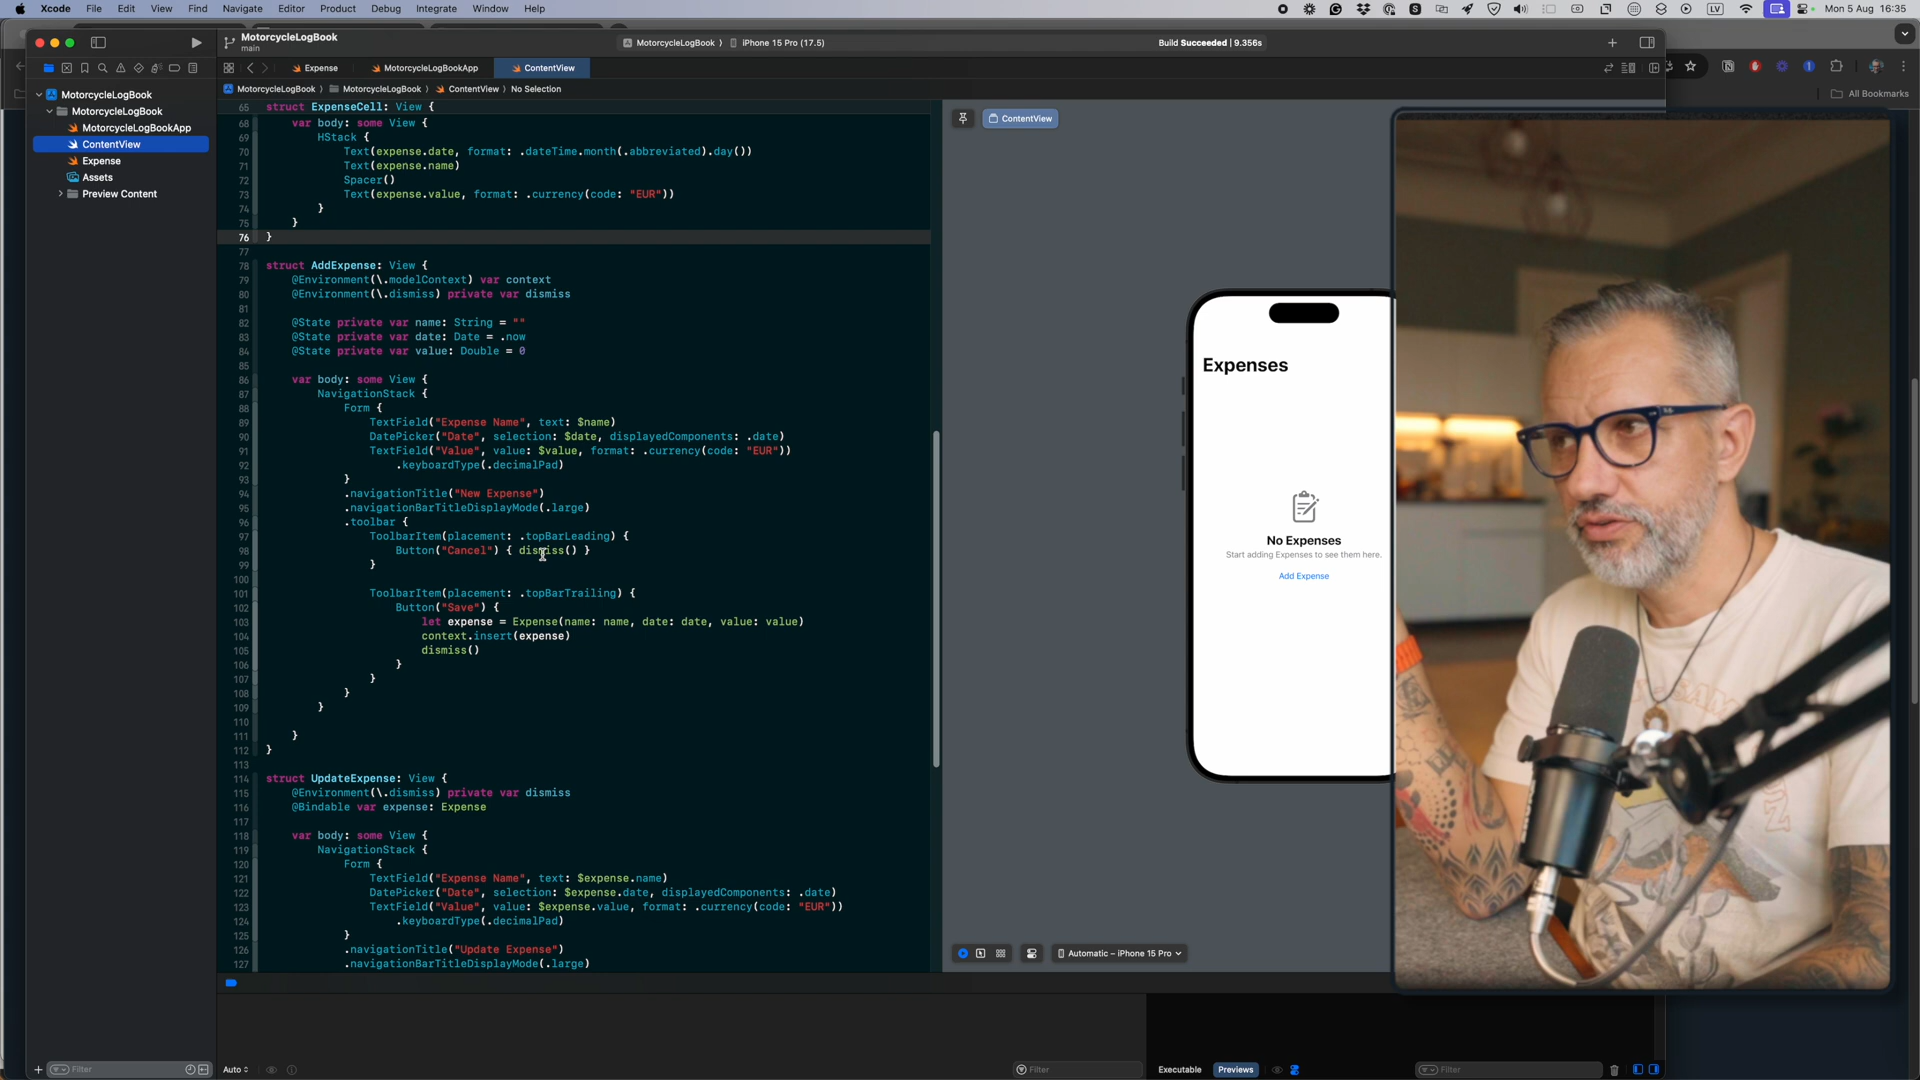 Xcode File Edit View Find Navigate Editor Product Debug Integrate Window Help
LV Mon 5 Aug 16:35
MotorcycleLogBook
main
MotorcycleLogBook 〉 iPhone 15 Pro (17.5)
Build Succeeded | 9.356s
Expense MotorcycleLogBookApp ContentView
MotorcycleLogBook 〉 MotorcycleLogBook 〉 ContentView 〉 No Selection
All Bookmarks
MotorcycleLogBook
MotorcycleLogBook
MotorcycleLogBookApp
ContentView
Expense
Assets
Preview Content
65 struct ExpenseCell: View {
68 var body: some View {
69 HStack {
70 Text(expense.date, format: .dateTime.month(.abbreviated).day())
71 Text(expense.name)
72 Spacer()
73 Text(expense.value, format: .currency(code: "EUR"))
74 }
75 }
76 }
77
78 struct AddExpense: View {
79 @Environment(\.modelContext) var context
80 @Environment(\.dismiss) private var dismiss
81
82 @State private var name: String = ""
83 @State private var date: Date = .now
84 @State private var value: Double = 0
85
86 var body: some View {
87 NavigationStack {
88 Form {
89 TextField("Expense Name", text: $name)
90 DatePicker("Date", selection: $date, displayedComponents: .date)
91 TextField("Value", value: $value, format: .currency(code: "EUR"))
92 .keyboardType(.decimalPad)
93 }
94 .navigationTitle("New Expense")
95 .navigationBarTitleDisplayMode(.large)
96 .toolbar {
97 ToolbarItem(placement: .topBarLeading) {
98 Button("Cancel") { dismiss() }
99 }
100
101 ToolbarItem(placement: .topBarTrailing) {
102 Button("Save") {
103 let expense = Expense(name: name, date: date, value: value)
104 context.insert(expense)
105 dismiss()
106 }
107 }
108 }
109 }
110
111 }
112 }
113
114 struct UpdateExpense: View {
115 @Environment(\.dismiss) private var dismiss
116 @Bindable var expense: Expense
117
118 var body: some View {
119 NavigationStack {
120 Form {
121 TextField("Expense Name", text: $expense.name)
122 DatePicker("Date", selection: $expense.date, displayedComponents: .date)
123 TextField("Value", value: $expense.value, format: .currency(code: "EUR"))
124 .keyboardType(.decimalPad)
125 }
126 .navigationTitle("Update Expense")
127 .navigationBarTitleDisplayMode(.large)
ContentView
Expenses
No Expenses
Start adding Expenses to see them here.
Add Expense
Automatic – iPhone 15 Pro
Filter
Auto
Filter
Executable Previews
Filter